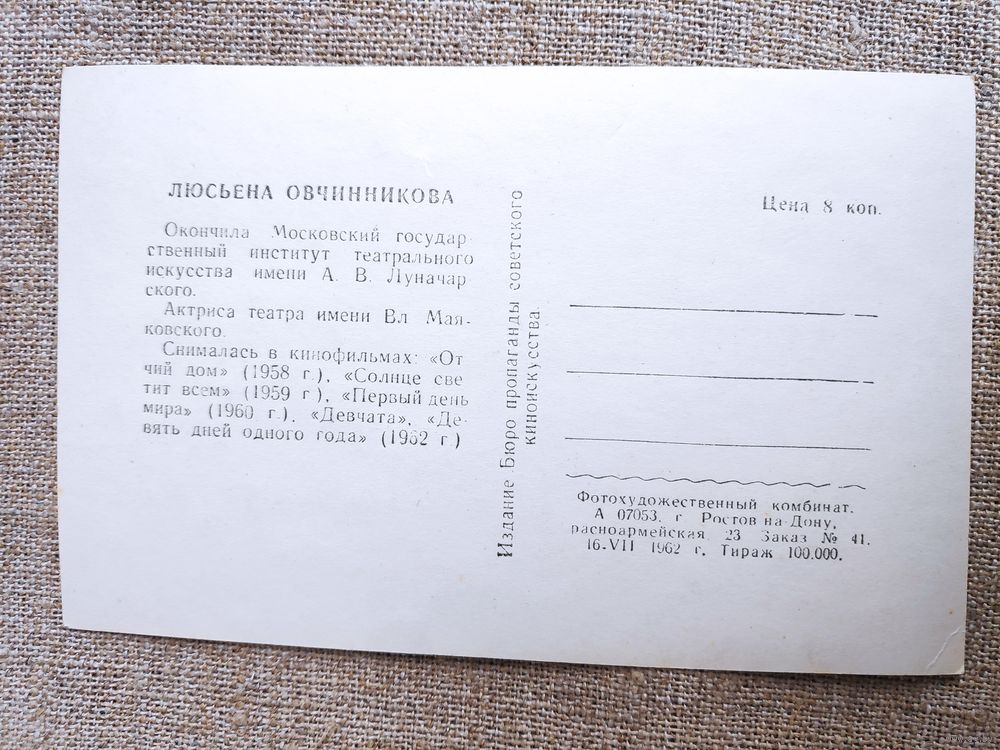 ЛЮСЬЕНА ОВЧИННИКОВА
Окончила Московский государ-
ственный институт театрального
искусства имени А. В. Луначар
ского.
Актриса театра имени Вл Мая-
ковского.
Снималась в кинофильмах: «От
чий дом» (1958 г.), «Солнце све
тит всем» (1959 г), «Первый день
мира» (1960 г.), «Девчата», «Де-
вять дней одного года» (1962 г)
Издание Бюро пропаганды советского
киноискусства.
Цена 8 коп.
Фотохудожественный комбинат.
А 07053. г Ростов на-Дону,
расноармейская 23 Заказ № 41.
16-VII 1962 г. Тираж 100.000.